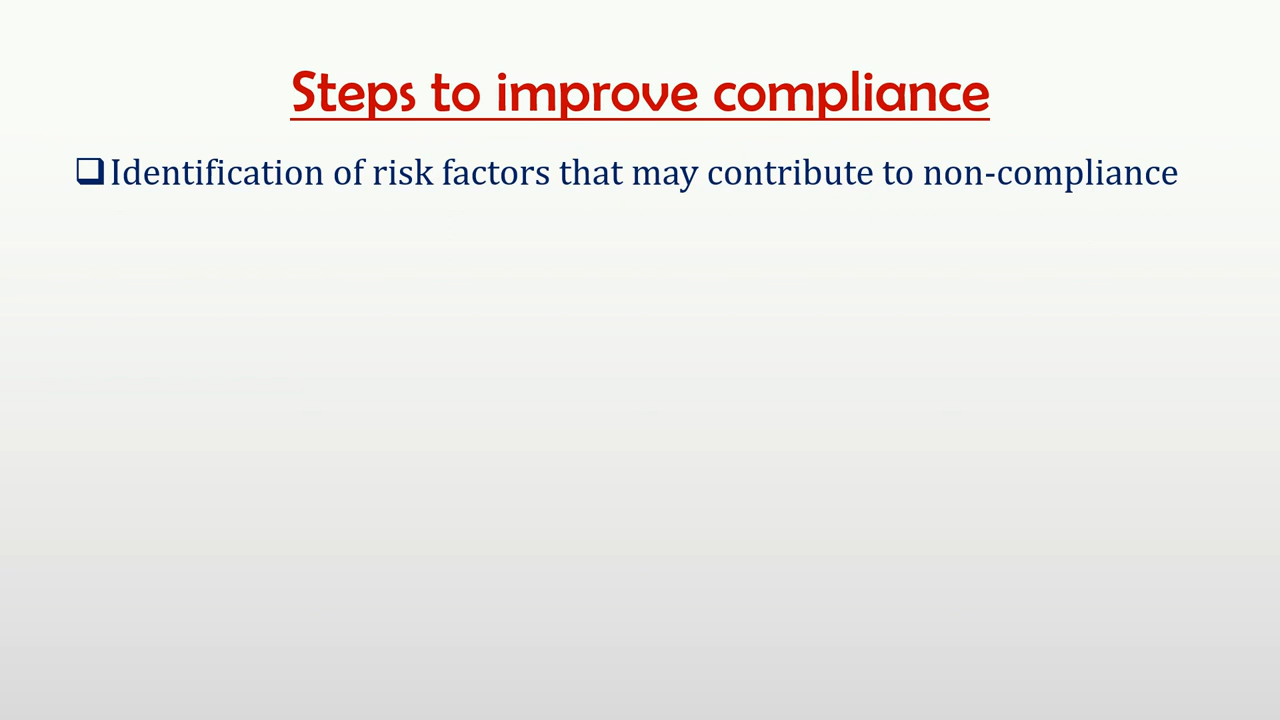 Steps to improve compliance
❑Identification of risk factors that may contribute to non-compliance